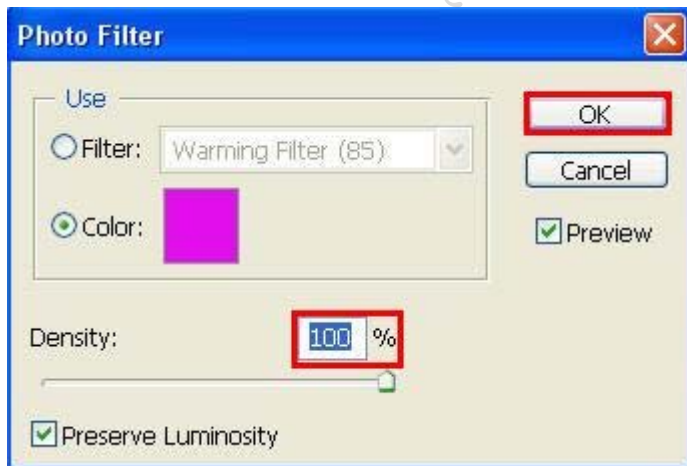 Photo Filter
Use
Filter: Warming Filter (85)
Color:
OK
Cancel
Preview
Density: 100 %
Preserve Luminosity